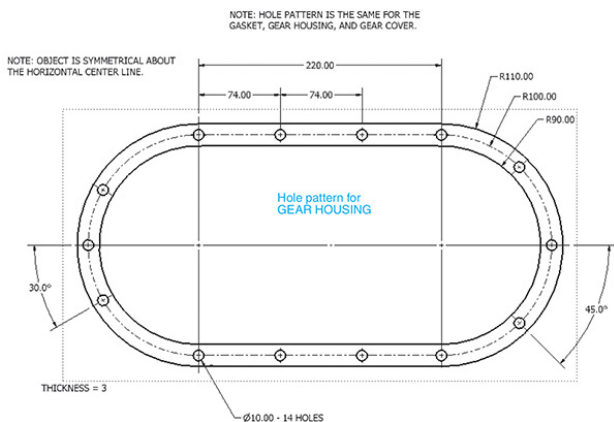 NOTE: HOLE PATTERN IS THE SAME FOR THE
GASKET, GEAR HOUSING, AND GEAR COVER.
NOTE: OBJECT IS SYMMETRICAL ABOUT
THE HORIZONTAL CENTER LINE.
220.00
74.00
74.00
R110.00
R100.00
R90.00
Hole pattern for
GEAR HOUSING
30.0°
45.0°
THICKNESS = 3
Ø10.00 - 14 HOLES